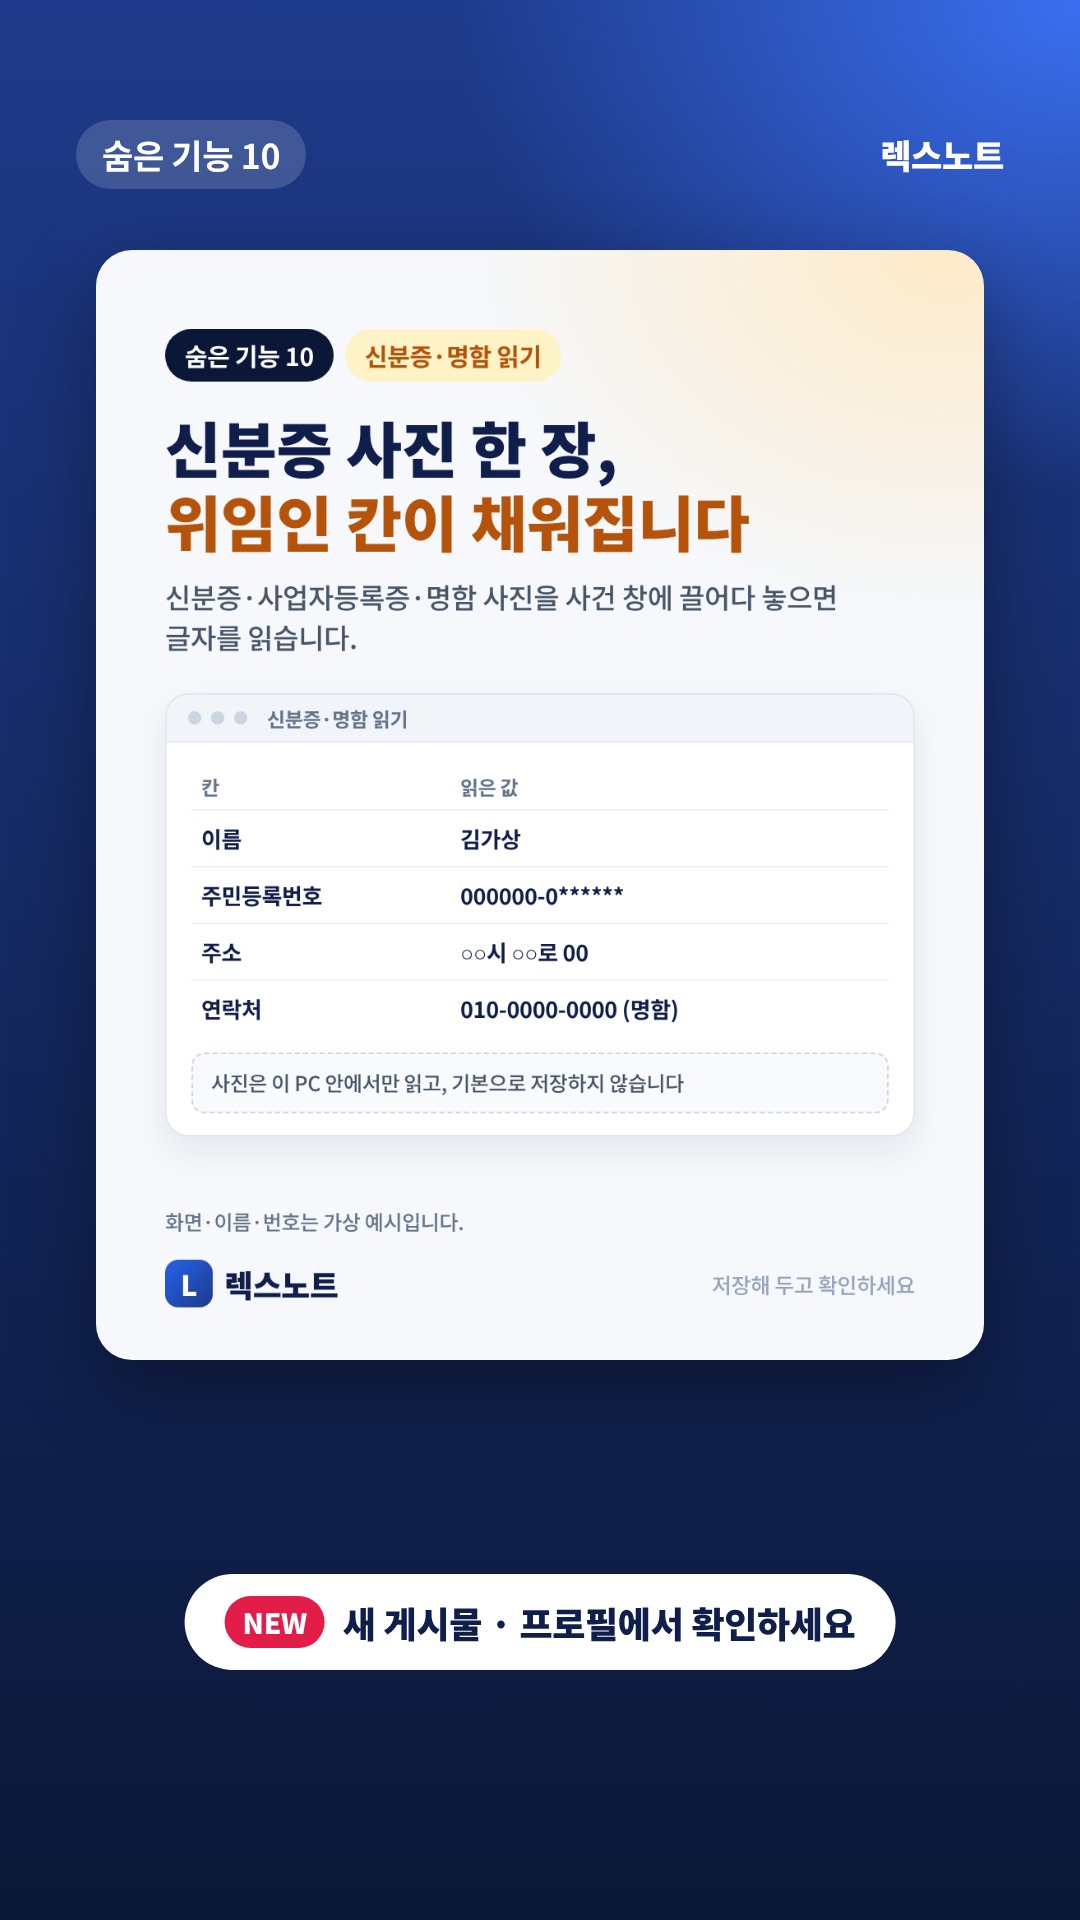 숨은 기능 10
렉스노트
숨은 기능 10
신분증·명함 읽기
신분증 사진 한 장,
위임인 칸이 채워집니다
신분증·사업자등록증·명함 사진을 사건 창에 끌어다 놓으면
글자를 읽습니다.
신분증·명함 읽기
칸 읽은 값
이름 김가상
주민등록번호 000000-0******
주소 ○○시 ○○로 00
연락처 010-0000-0000 (명함)
사진은 이 PC 안에서만 읽고, 기본으로 저장하지 않습니다
화면·이름·번호는 가상 예시입니다.
L 렉스노트
저장해 두고 확인하세요
NEW 새 게시물 · 프로필에서 확인하세요